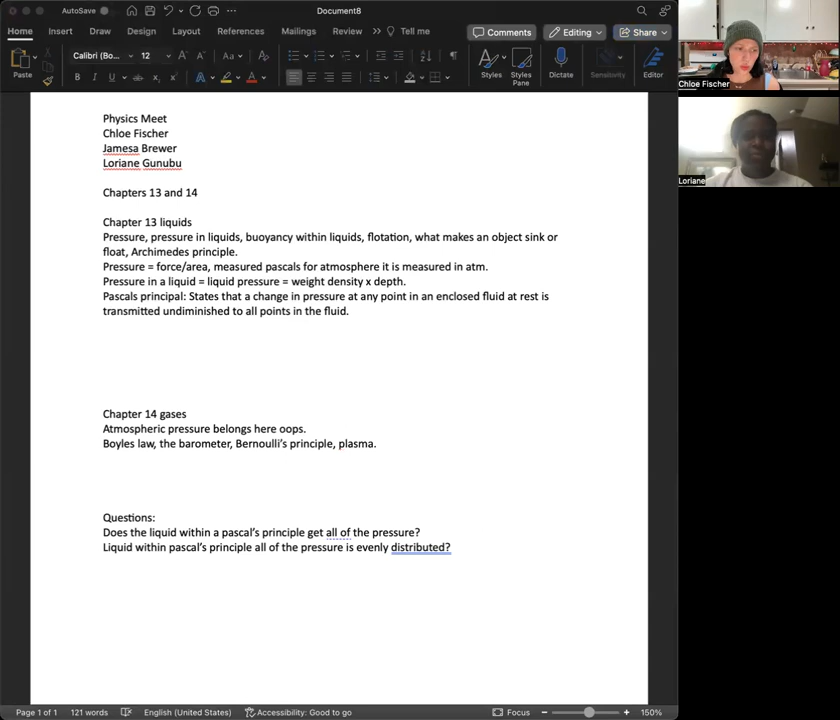 AutoSave
Document8
Home Insert Draw Design Layout References Mailings Review Tell me
Comments Editing Share
Paste
Calibri (Bo... 12
Styles
Styles Pane
Dictate
Sensitivity
Editor
Physics Meet
Chloe Fischer
Jamesa Brewer
Loriane Gunubu
Chapters 13 and 14
Chapter 13 liquids
Pressure, pressure in liquids, buoyancy within liquids, flotation, what makes an object sink or
float, Archimedes principle.
Pressure = force/area, measured pascals for atmosphere it is measured in atm.
Pressure in a liquid = liquid pressure = weight density x depth.
Pascals principal: States that a change in pressure at any point in an enclosed fluid at rest is
transmitted undiminished to all points in the fluid.
Chapter 14 gases
Atmospheric pressure belongs here oops.
Boyles law, the barometer, Bernoulli's principle, plasma.
Questions:
Does the liquid within a pascal's principle get all of the pressure?
Liquid within pascal's principle all of the pressure is evenly distributed?
Page 1 of 1 121 words English (United States) Accessibility: Good to go Focus 150%
Chloe Fischer
Loriane